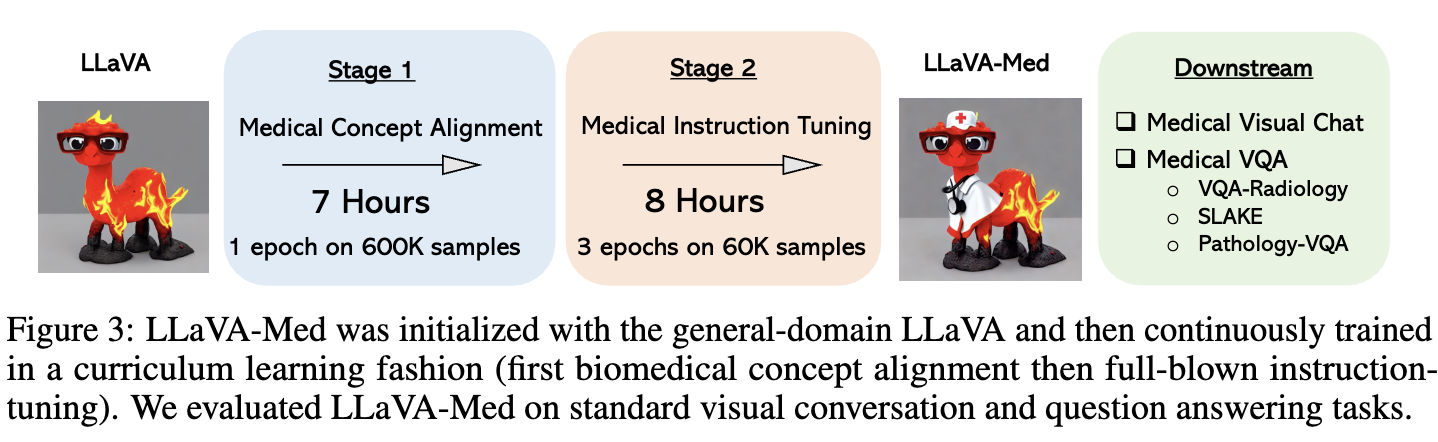 LLaVA
Stage 1
Medical Concept Alignment
7 Hours
1 epoch on 600K samples
Stage 2
Medical Instruction Tuning
8 Hours
3 epochs on 60K samples
LLaVA-Med
Downstream
Medical Visual Chat
Medical VQA
VQA-Radiology
SLAKE
Pathology-VQA
Figure 3: LLaVA-Med was initialized with the general-domain LLaVA and then continuously trained
in a curriculum learning fashion (first biomedical concept alignment then full-blown instruction-
tuning). We evaluated LLaVA-Med on standard visual conversation and question answering tasks.